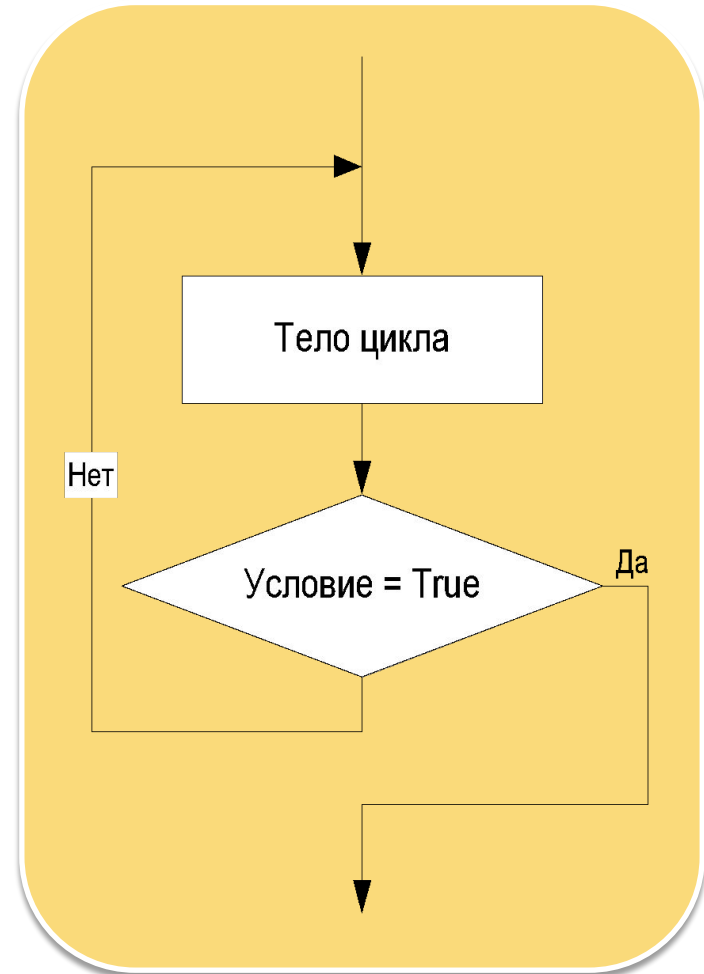 Тело цикла
Нет
Условие = True
Да